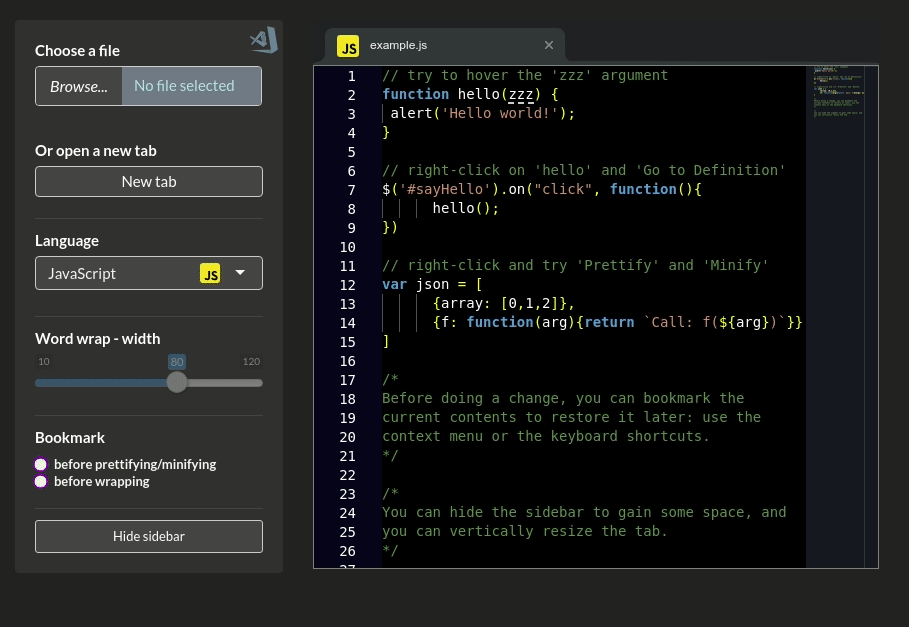 Choose a file
Browse... No file selected
Or open a new tab
New tab
Language
JavaScript JS
Word wrap - width
10 80 120
Bookmark
before prettifying/minifying
before wrapping
Hide sidebar
JS example.js ×
1 // try to hover the 'zzz' argument
2 function hello(zzz) {
3 alert('Hello world!');
4 }
5
6 // right-click on 'hello' and 'Go to Definition'
7 $('#sayHello').on("click", function(){
8 hello();
9 })
10
11 // right-click and try 'Prettify' and 'Minify'
12 var json = [
13 {array: [0,1,2]},
14 {f: function(arg){return `Call: f(${arg})`}}
15 ]
16
17 /*
18 Before doing a change, you can bookmark the
19 current contents to restore it later: use the
20 context menu or the keyboard shortcuts.
21 */
22
23 /*
24 You can hide the sidebar to gain some space, and
25 you can vertically resize the tab.
26 */